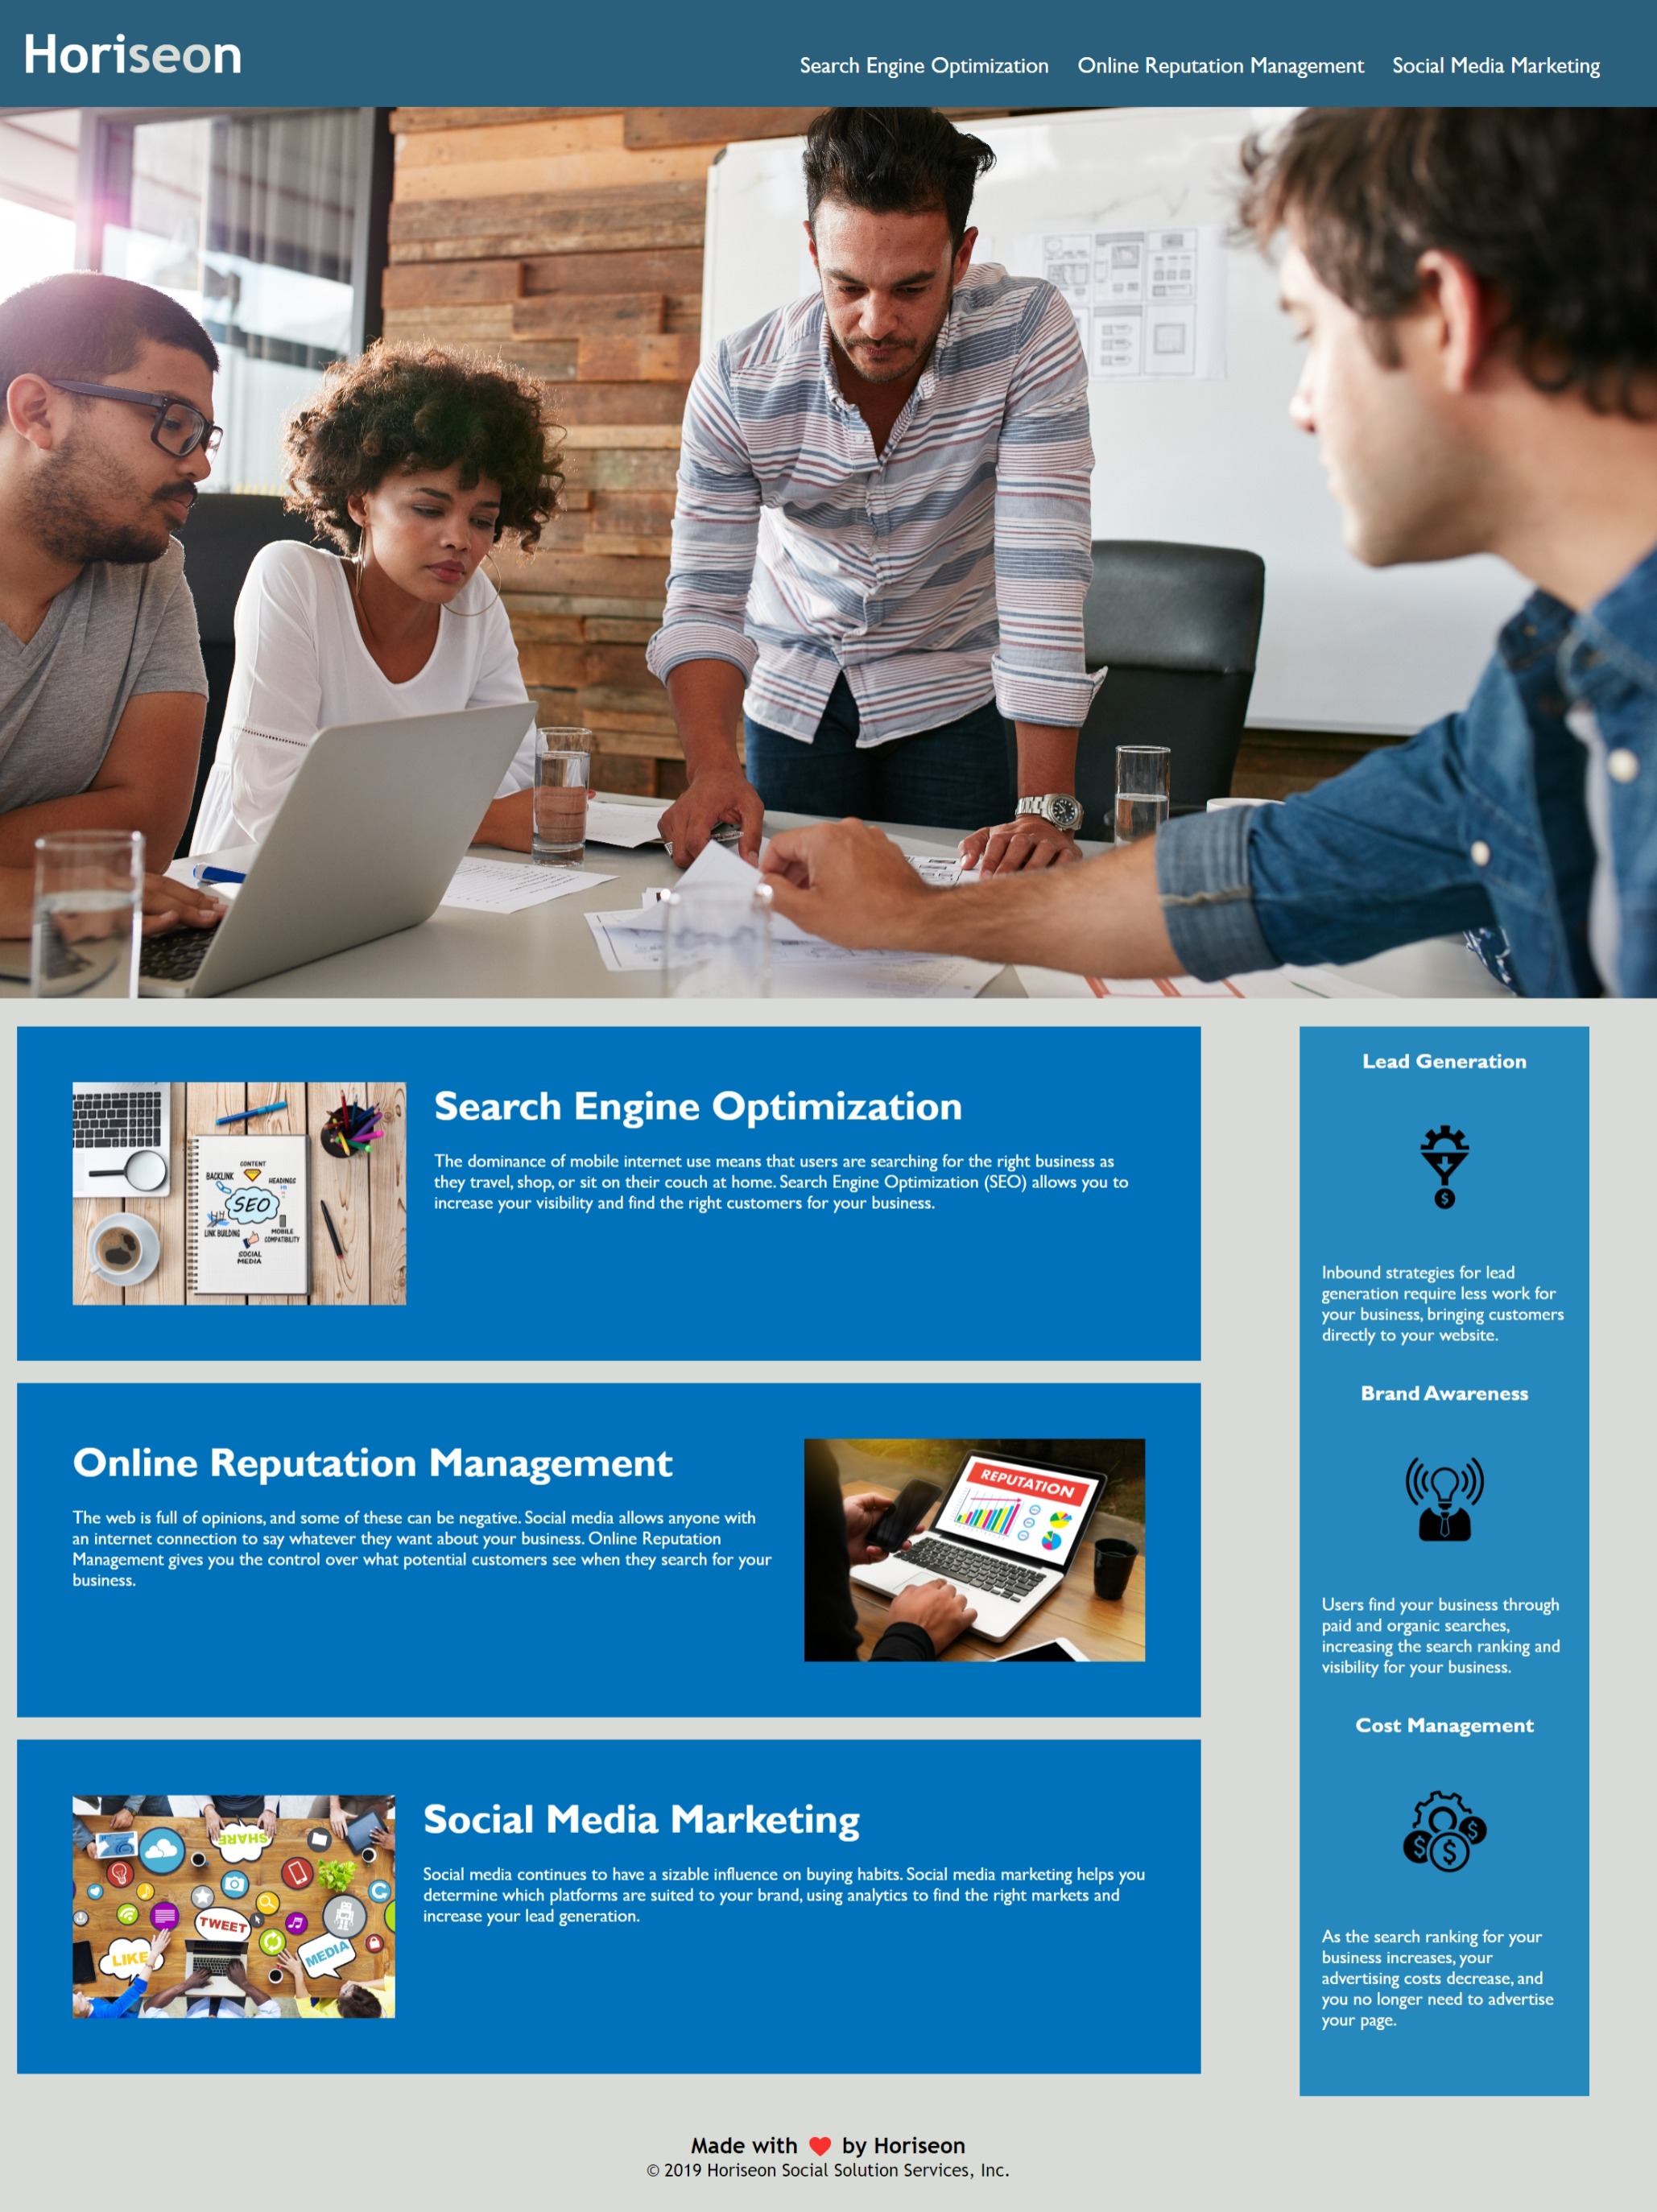 Horiseon
Search Engine Optimization
Online Reputation Management
Social Media Marketing
Search Engine Optimization
The dominance of mobile internet use means that users are searching for the right business as
they travel, shop, or sit on their couch at home. Search Engine Optimization (SEO) allows you to
increase your visibility and find the right customers for your business.
CONTENT
BACKLINK
HEADINGS
SEO
LINK BUILDING
MOBILE
COMPATIBILITY
SOCIAL
MEDIA
Online Reputation Management
The web is full of opinions, and some of these can be negative. Social media allows anyone with
an internet connection to say whatever they want about your business. Online Reputation
Management gives you the control over what potential customers see when they search for your
business.
REPUTATION
Social Media Marketing
Social media continues to have a sizable influence on buying habits. Social media marketing helps you
determine which platforms are suited to your brand, using analytics to find the right markets and
increase your lead generation.
SHARE
TWEET
LIKE
MEDIA
Lead Generation
$
Inbound strategies for lead
generation require less work for
your business, bringing customers
directly to your website.
Brand Awareness
Users find your business through
paid and organic searches,
increasing the search ranking and
visibility for your business.
Cost Management
$ $ $
As the search ranking for your
business increases, your
advertising costs decrease, and
you no longer need to advertise
your page.
Made with ❤️ by Horiseon
© 2019 Horiseon Social Solution Services, Inc.